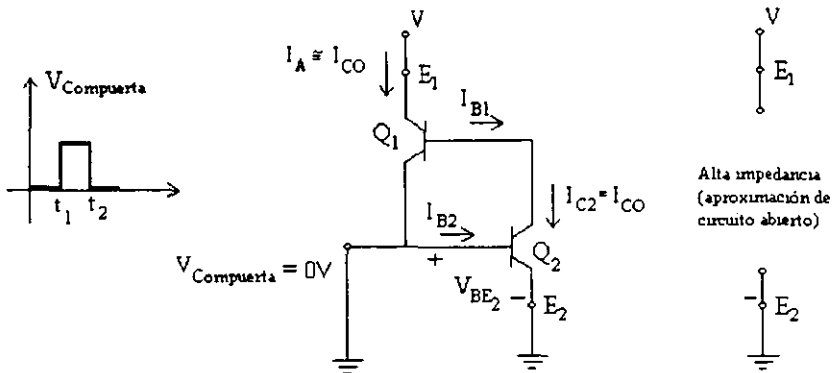 V_Compuerta
t_1 t_2
V
I_A ≅ I_CO
E_1
I_B1
Q_1
I_C2 = I_CO
I_B2
Q_2
V_Compuerta = 0V
+
V_BE2 −
E_2
V
E_1
Alta impedancia
(aproximación de
circuito abierto)
−
E_2